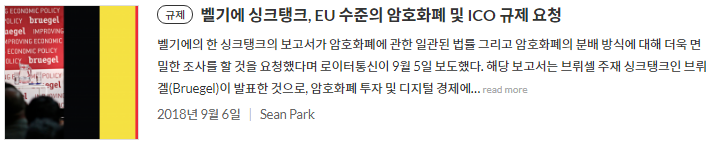 bruegel
IMPROVING ECONOMIC
ECONOMIC POLICY
bruegel
규제 벨기에 싱크탱크, EU 수준의 암호화폐 및 ICO 규제 요청
벨기에의 한 싱크탱크의 보고서가 암호화폐에 관한 일관된 법률 그리고 암호화폐의 분배 방식에 대해 더욱 면
밀한 조사를 할 것을 요청했다며 로이터통신이 9월 5일 보도했다. 해당 보고서는 브뤼셀 주재 싱크탱크인 브뤼
겔(Bruegel)이 발표한 것으로, 암호화폐 투자 및 디지털 경제에... read more
2018년 9월 6일 | Sean Park